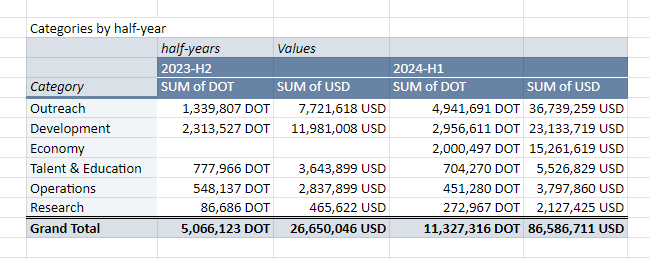 Categories by half-year
half-years Values
2023-H2 2024-H1
Category SUM of DOT SUM of USD SUM of DOT SUM of USD
Outreach 1,339,807 DOT 7,721,618 USD 4,941,691 DOT 36,739,259 USD
Development 2,313,527 DOT 11,981,008 USD 2,956,611 DOT 23,133,719 USD
Economy 2,000,497 DOT 15,261,619 USD
Talent & Education 777,966 DOT 3,643,899 USD 704,270 DOT 5,526,829 USD
Operations 548,137 DOT 2,837,899 USD 451,280 DOT 3,797,860 USD
Research 86,686 DOT 465,622 USD 272,967 DOT 2,127,425 USD
Grand Total 5,066,123 DOT 26,650,046 USD 11,327,316 DOT 86,586,711 USD